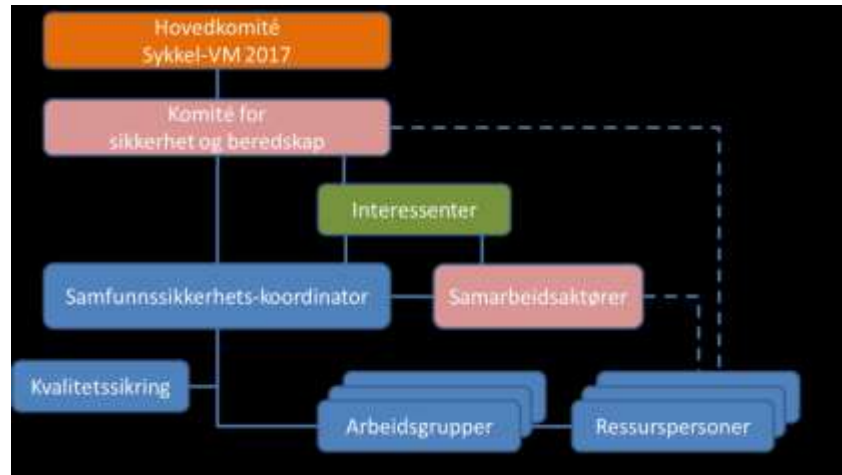 Hovedkomité
Sykkel-VM 2017
Komité for
sikkerhet og beredskap
Interessenter
Samfunnssikkerhets-koordinator
Samarbeidsaktører
Kvalitetssikring
Arbeidsgrupper
Ressurspersoner